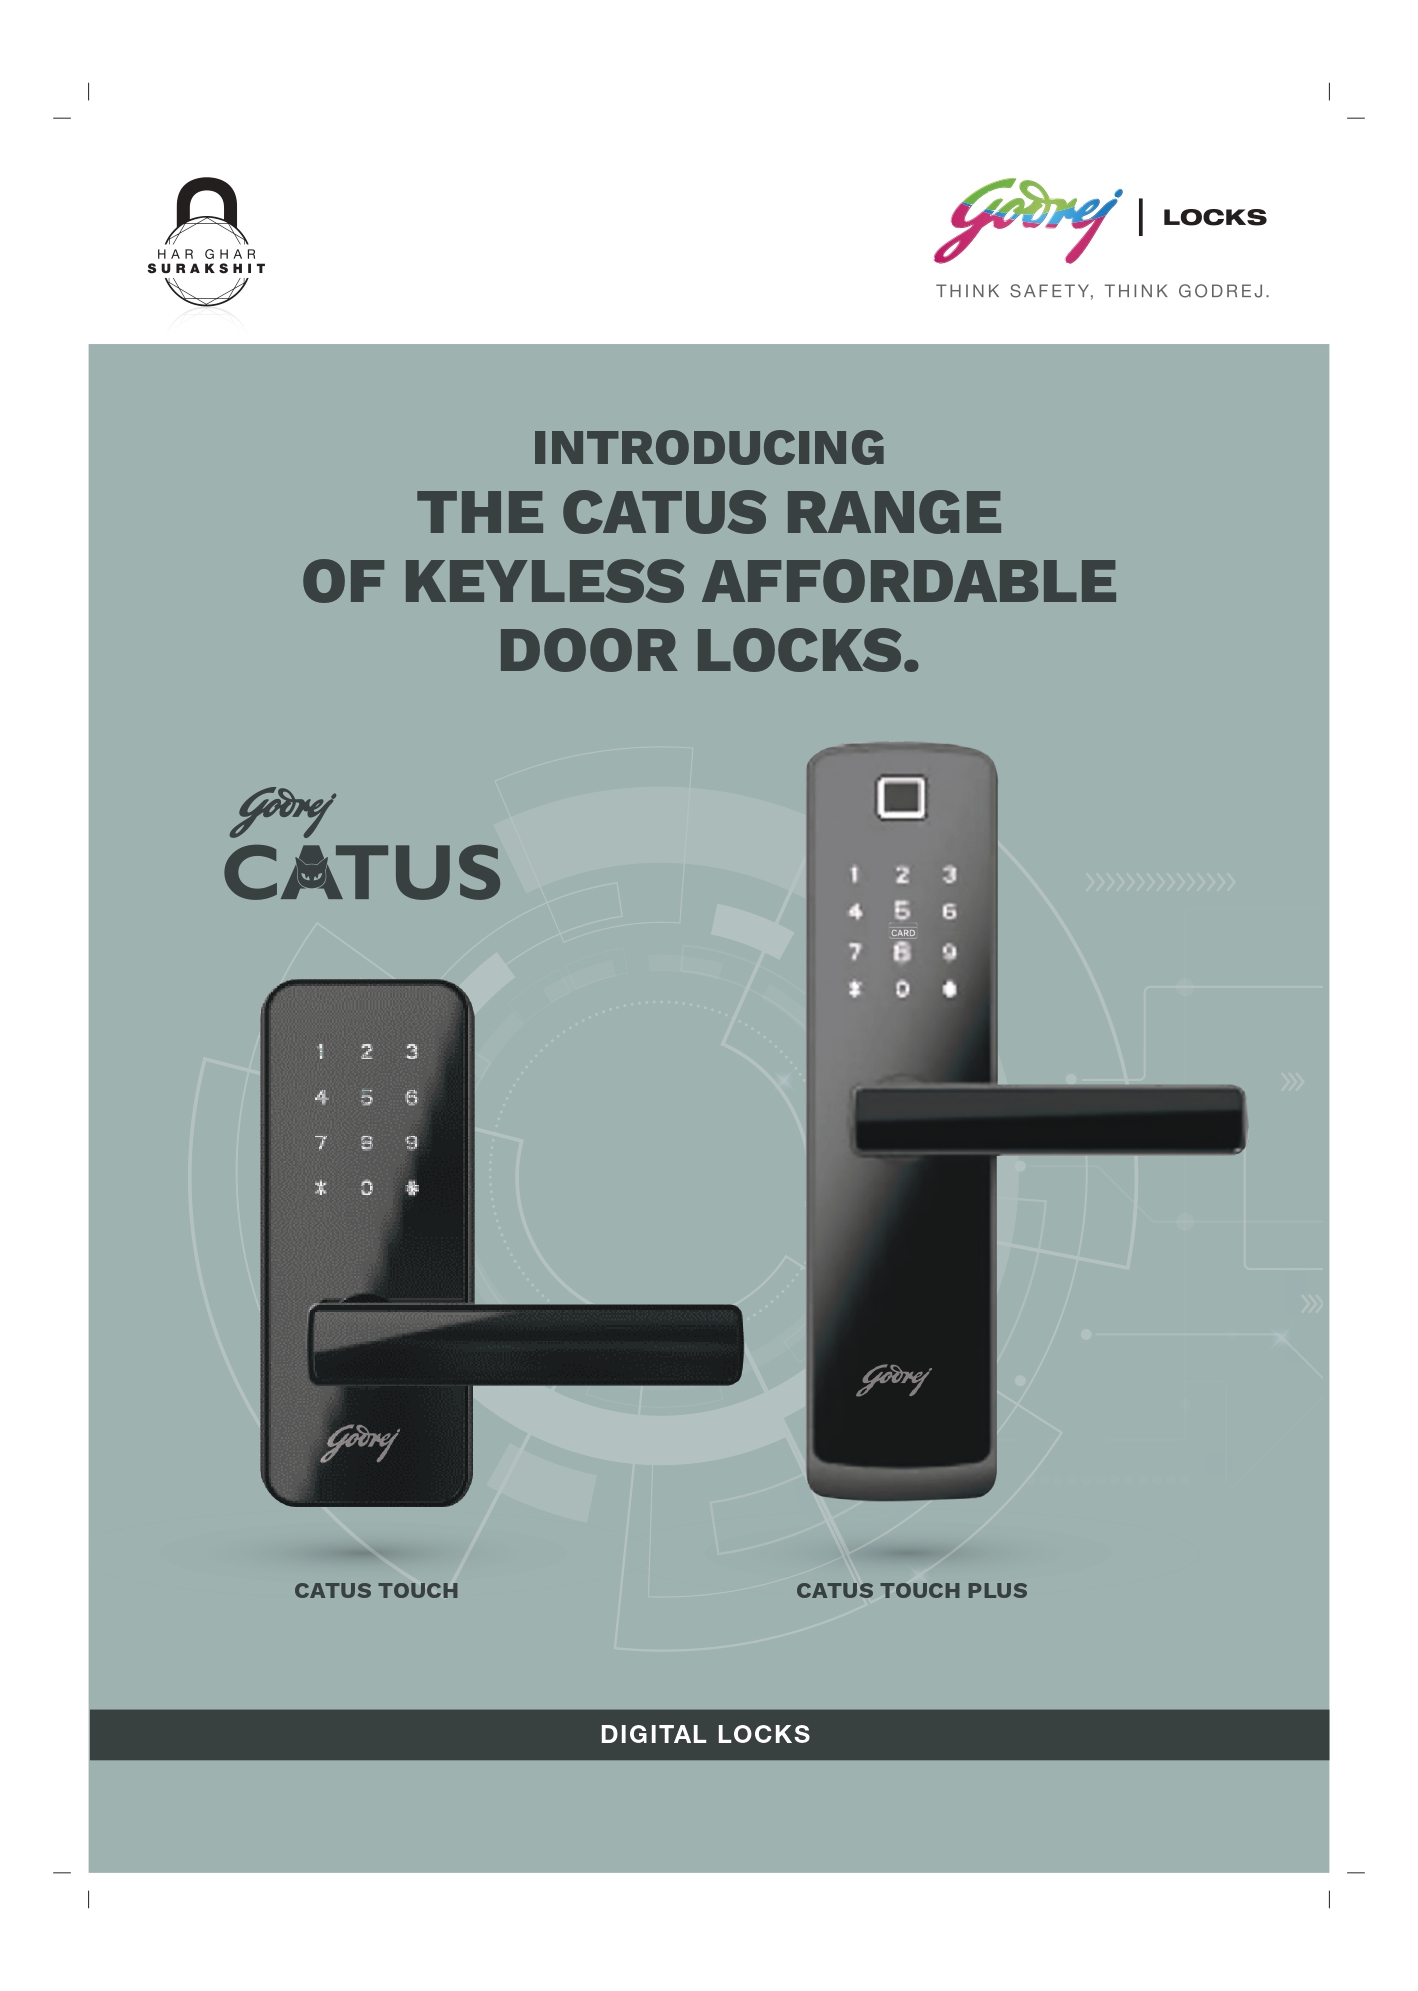 HAR GHAR
SURAKSHIT
Godrej | LOCKS
THINK SAFETY, THINK GODREJ.
INTRODUCING
THE CATUS RANGE
OF KEYLESS AFFORDABLE
DOOR LOCKS.
Godrej
CATUS
1 2 3
4 5 6
7 8 9
* 0 #
Godrej
CATUS TOUCH
1 2 3
4 5 6
CARD
7 8 9
* 0 #
Godrej
CATUS TOUCH PLUS
DIGITAL LOCKS